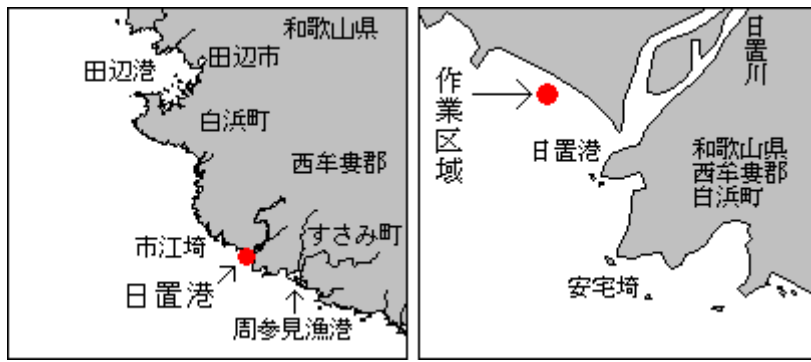 和歌山県
田辺市
田辺港
白浜町
西牟婁郡
市江埼
すさみ町
日置港
周参見漁港
日置川
作業区域
日置港
和歌山県
西牟婁郡
白浜町
安宅埼